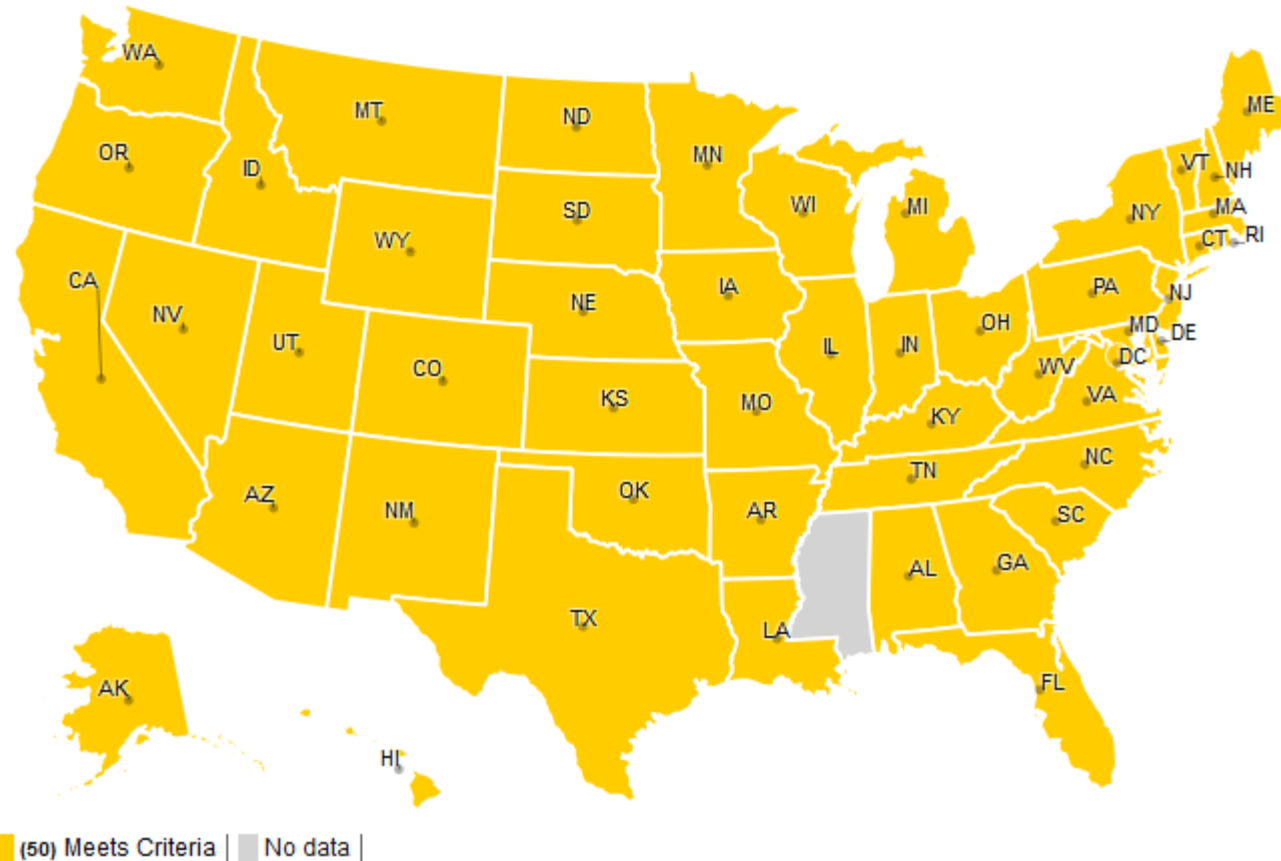 WA
MT
ND
ME
OR
ID
MN
VT
NH
SD
WI
MI
NY
MA
WY
CT
RI
CA
NE
IA
PA
NJ
NV
UT
CO
IL
IN
OH
MD
DE
DC
WV
KS
MO
KY
VA
AZ
NM
OK
AR
TN
NC
SC
TX
LA
AL
GA
FL
AK
HI
(50) Meets Criteria | No data |